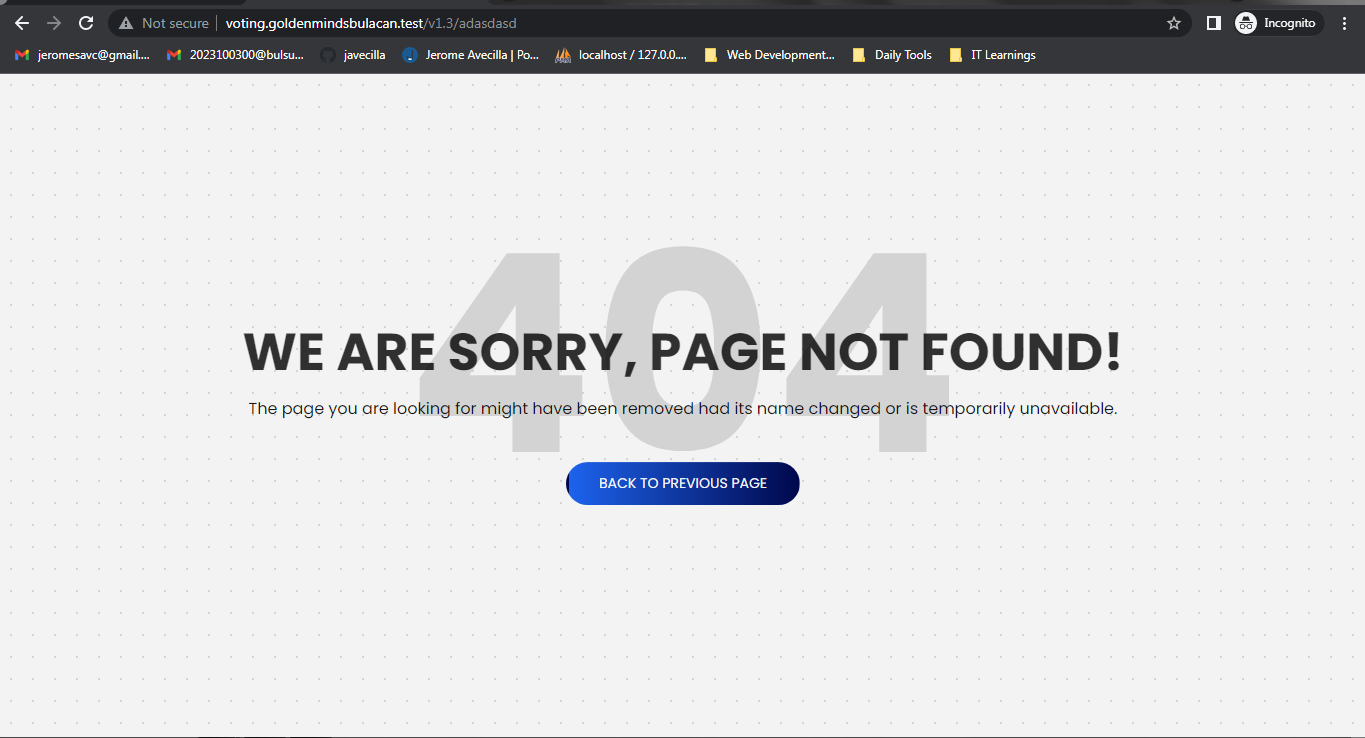 Not secure | voting.goldenmindsbulacan.test/v1.3/adasdasd
Incognito
jeromesavc@gmail.... 2023100300@bulsu... javecilla Jerome Avecilla | Po... localhost / 127.0.0.... Web Development... Daily Tools IT Learnings
404
WE ARE SORRY, PAGE NOT FOUND!
The page you are looking for might have been removed had its name changed or is temporarily unavailable.
BACK TO PREVIOUS PAGE